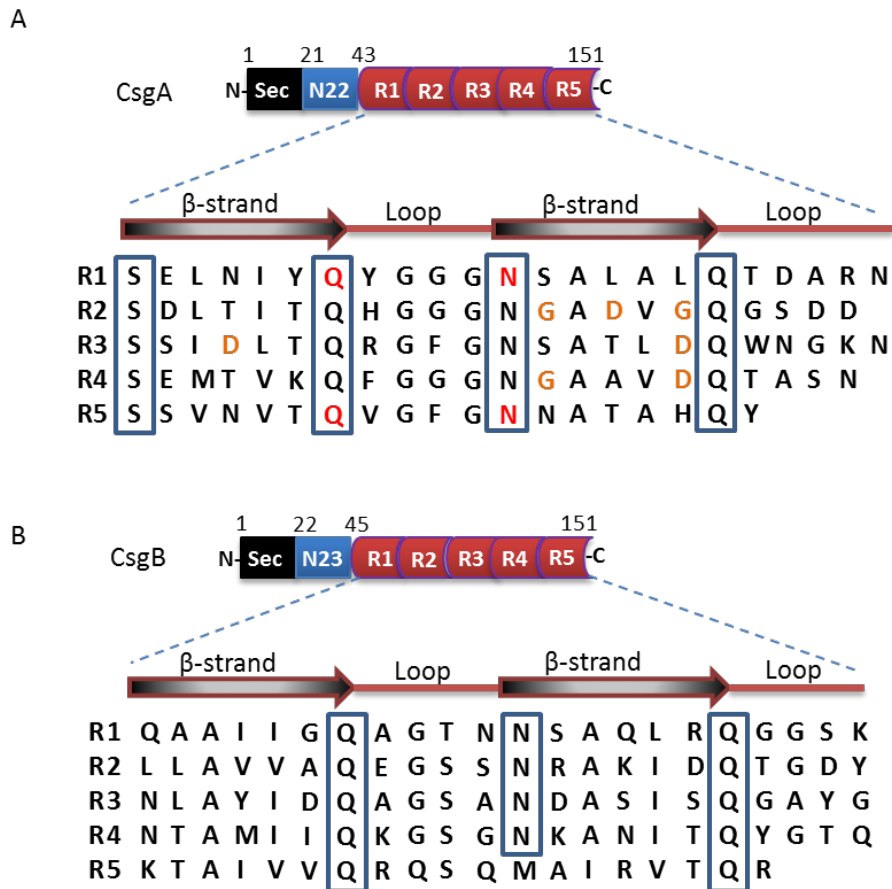 A
1 21 43 151
CsgA N- Sec N22 R1 R2 R3 R4 R5 -C
β-strand Loop β-strand Loop
R1 S E L N I Y Q Y G G G N S A L A L Q T D A R N
R2 S D L T I T Q H G G G N G A D V G Q G S D D
R3 S S I D L T Q R G F G N S A T L D Q W N G K N
R4 S E M T V K Q F G G G N G A A V D Q T A S N
R5 S S V N V T Q V G F G N N A T A H Q Y
B
1 22 45 151
CsgB N- Sec N23 R1 R2 R3 R4 R5 -C
β-strand Loop β-strand Loop
R1 Q A A I I G Q A G T N N S A Q L R Q G G S K
R2 L L A V V A Q E G S S N R A K I D Q T G D Y
R3 N L A Y I D Q A G S A N D A S I S Q G A Y G
R4 N T A M I I Q K G S G N K A N I T Q Y G T Q
R5 K T A I V V Q R Q S Q M A I R V T Q R